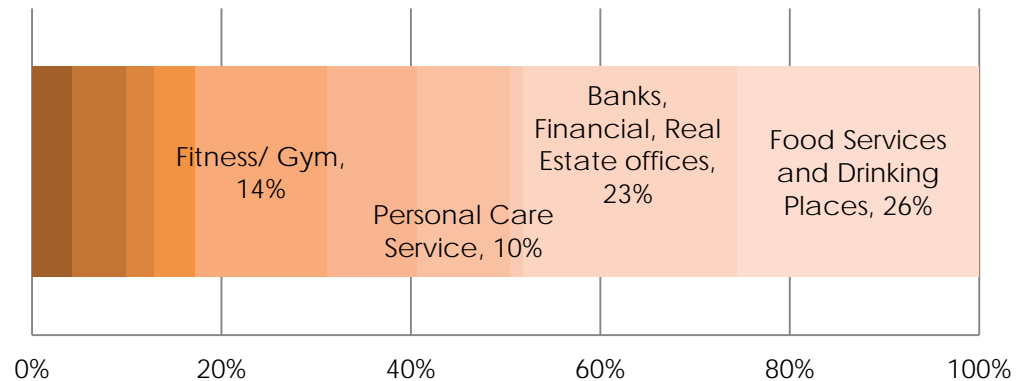 Fitness/ Gym,
14%
Personal Care
Service, 10%
Banks,
Financial, Real
Estate offices,
23%
Food Services
and Drinking
Places, 26%
0%
20%
40%
60%
80%
100%